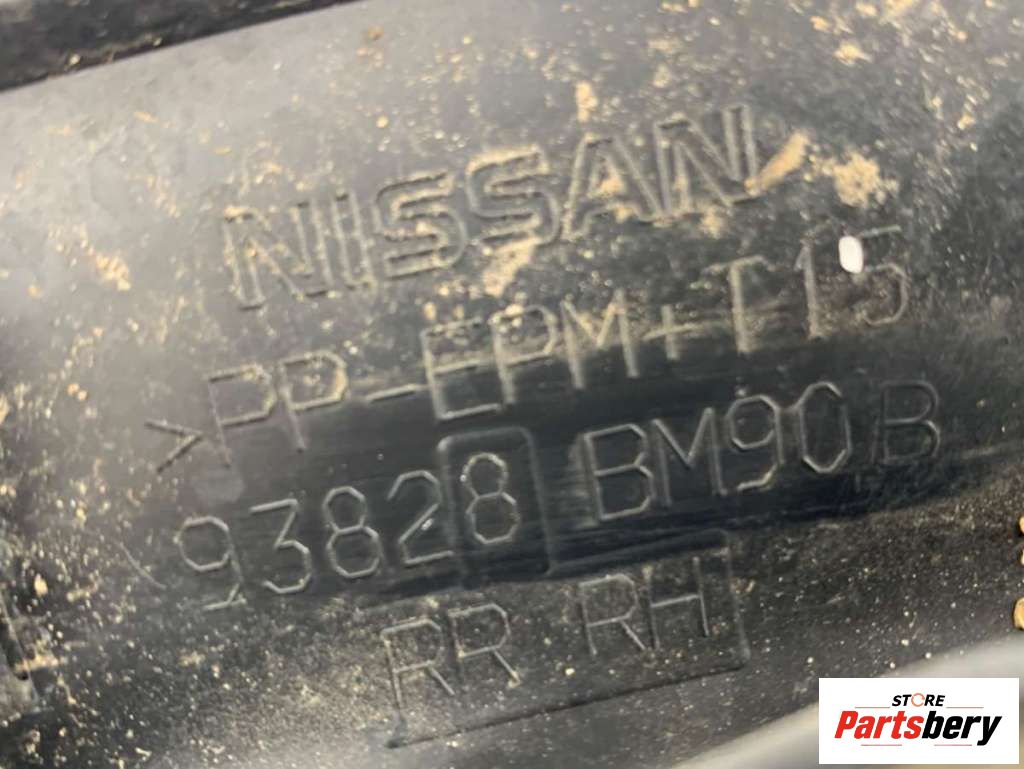 NISSAN
>PP-EPM+T15
93828 BM90B
RR RH
STORE
Partsbery